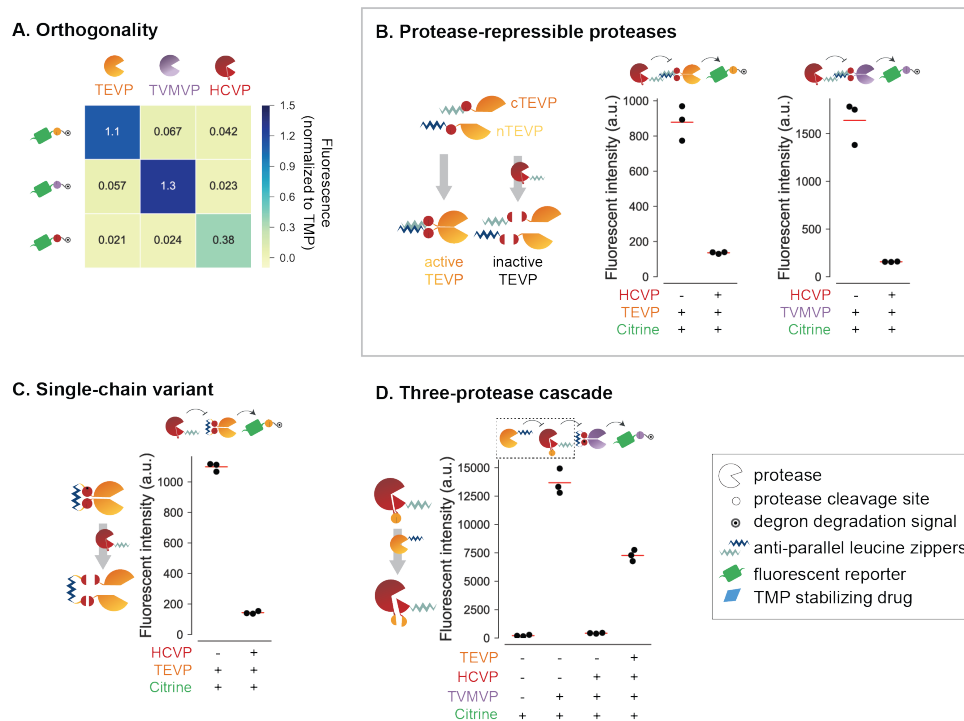 A. Orthogonality
TEVP TVMVP HCVP
1.1 0.067 0.042
0.057 1.3 0.023
0.021 0.024 0.38
1.5
1.2
0.9
0.6
0.3
0.0
Fluorescence
(normalized to TMP)
B. Protease-repressible proteases
cTEVP
nTEVP
active
TEVP
inactive
TEVP
Fluorescent intensity (a.u.)
1000
800
600
400
200
0
HCVP - +
TEVP + +
Citrine + +
Fluorescent intensity (a.u.)
1500
1000
500
0
HCVP - +
TVMVP + +
Citrine + +
C. Single-chain variant
Fluorescent intensity (a.u.)
1000
800
600
400
200
0
HCVP - +
TEVP + +
Citrine + +
D. Three-protease cascade
Fluorescent intensity (a.u.)
15000
12500
10000
7500
5000
2500
0
TEVP - - - +
HCVP - - + +
TVMVP - + + +
Citrine + + + +
protease
protease cleavage site
degron degradation signal
anti-parallel leucine zippers
fluorescent reporter
TMP stabilizing drug